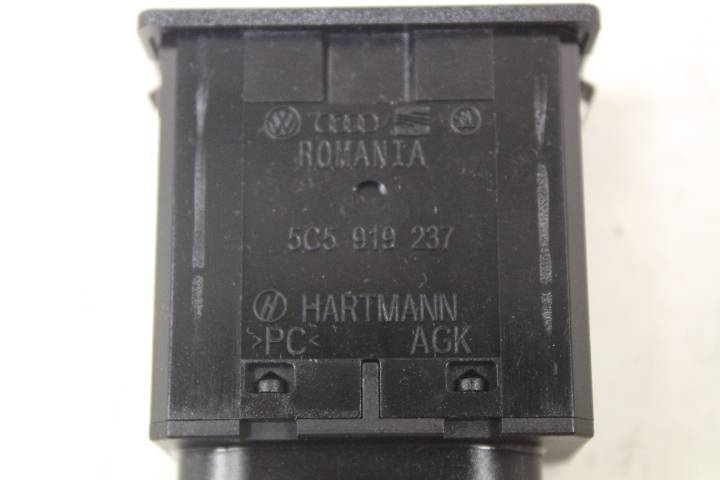 ROMANIA
5C5 919 237
HARTMANN
>PC< AGK